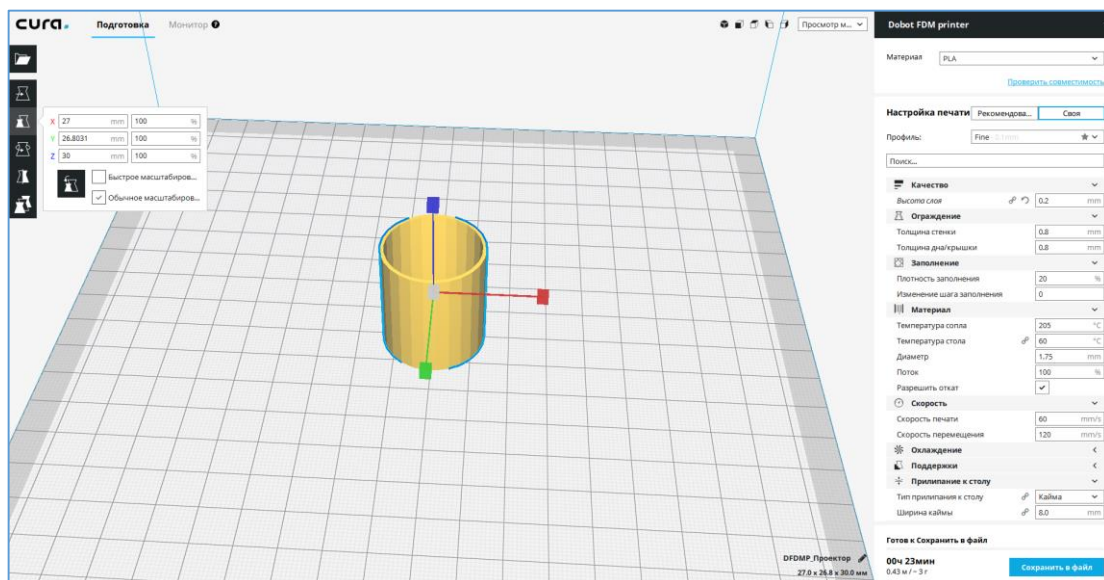 cura.
Подготовка
Монитор
Просмотр м...
X 27 mm 100 %
Y 26.8031 mm 100 %
Z 30 mm 100 %
Быстрое масштабиров...
Обычное масштабиров...
DFDMP_Проектор
27.0 x 26.8 x 30.0 мм
Dobot FDM printer
Материал PLA
Проверить совместимость
Настройка печати Рекомендова... Своя
Профиль: Fine 0.1mm
Поиск...
Качество
Высота слоя 0.2 mm
Ограждение
Толщина стенки 0.8 mm
Толщина дна/крышки 0.8 mm
Заполнение
Плотность заполнения 20 %
Изменение шага заполнения 0
Материал
Температура сопла 205 °C
Температура стола 60 °C
Диаметр 1.75 mm
Поток 100 %
Разрешить откат
Скорость
Скорость печати 60 mm/s
Скорость перемещения 120 mm/s
Охлаждение
Поддержки
Прилипание к столу
Тип прилипания к столу Кайма
Ширина каймы 8.0 mm
Готов к Сохранить в файл
00ч 23мин
0.43 м / ~ 3 г
Сохранить в файл